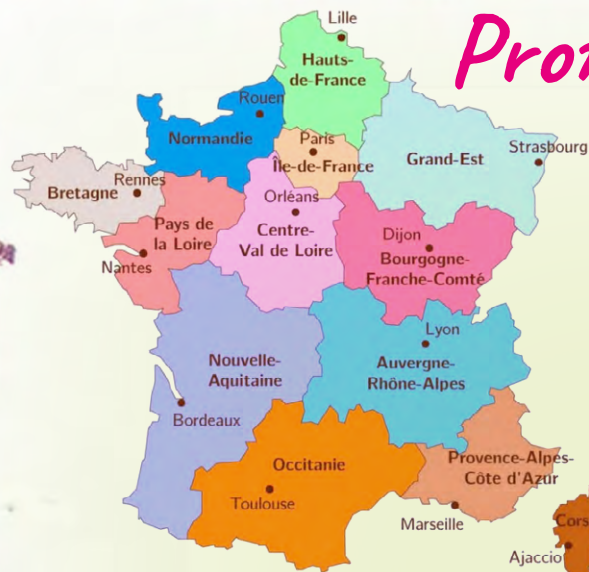 Lille
Hauts-
de-France
Rouen
Normandie
Paris
Île-de-France
Grand-Est
Strasbourg
Bretagne
Rennes
Pays de
la Loire
Nantes
Orléans
Centre-
Val de Loire
Dijon
Bourgogne-
Franche-Comté
Lyon
Auvergne-
Rhône-Alpes
Nouvelle-
Aquitaine
Bordeaux
Occitanie
Toulouse
Provence-Alpes-
Côte d'Azur
Marseille
Ajaccio